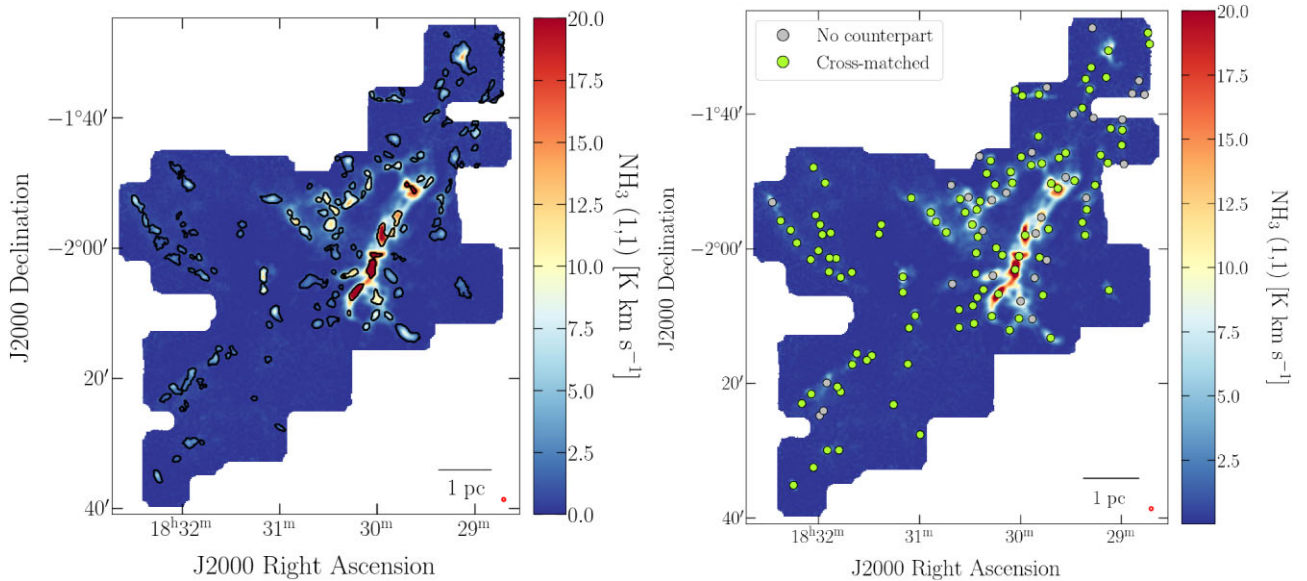 20.0
17.5
15.0
12.5
10.0
7.5
5.0
2.5
0.0
NH₃ (1,1) [K km s⁻¹]
−1°40′
−2°00′
20′
40′
J2000 Declination
1 pc
18ʰ32ᵐ
31ᵐ
30ᵐ
29ᵐ
J2000 Right Ascension
No counterpart
Cross-matched
20.0
17.5
15.0
12.5
10.0
7.5
5.0
2.5
NH₃ (1,1) [K km s⁻¹]
−1°40′
−2°00′
20′
40′
J2000 Declination
1 pc
18ʰ32ᵐ
31ᵐ
30ᵐ
29ᵐ
J2000 Right Ascension